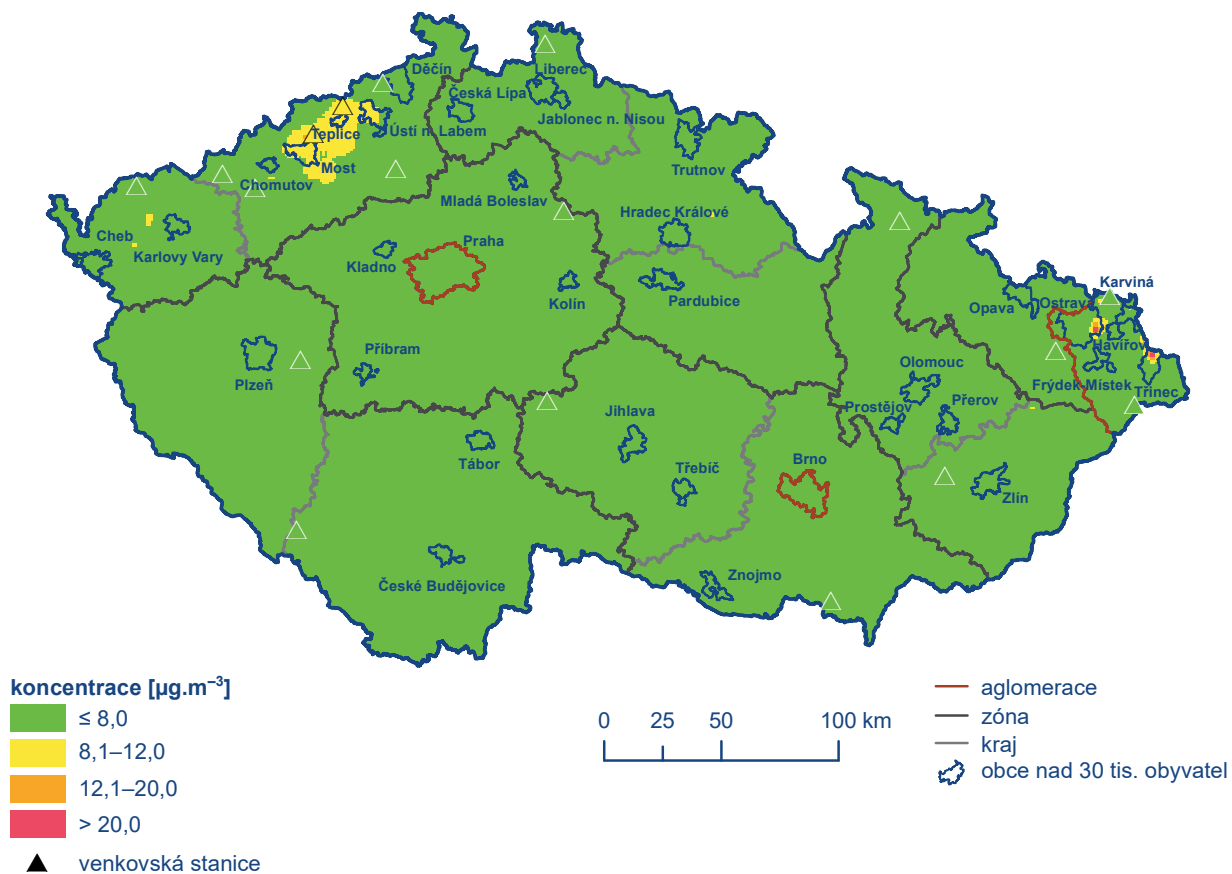 Děčín
Liberec
Česká Lípa
Jablonec n. Nisou
Teplice
Ústí n. Labem
Most
Chomutov
Trutnov
Mladá Boleslav
Hradec Králové
Cheb
Karlovy Vary
Praha
Kladno
Kolín
Pardubice
Karviná
Opava
Ostrava
Havířov
Plzeň
Příbram
Olomouc
Frýdek Místek
Třinec
Jihlava
Prostějov
Přerov
Tábor
Třebíč
Brno
Zlín
České Budějovice
Znojmo
koncentrace [µg.m⁻³]
≤ 8,0
8,1–12,0
12,1–20,0
> 20,0
venkovská stanice
0 25 50 100 km
aglomerace
zóna
kraj
obce nad 30 tis. obyvatel